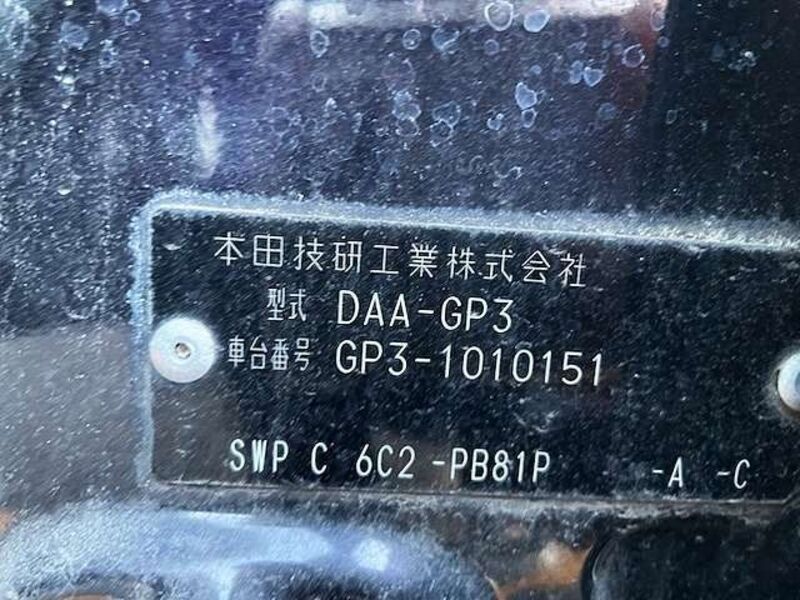 本田技研工業株式会社
型式 DAA-GP3
車台番号 GP3-1010151
SWP C 6C2 -PB81P -A -C